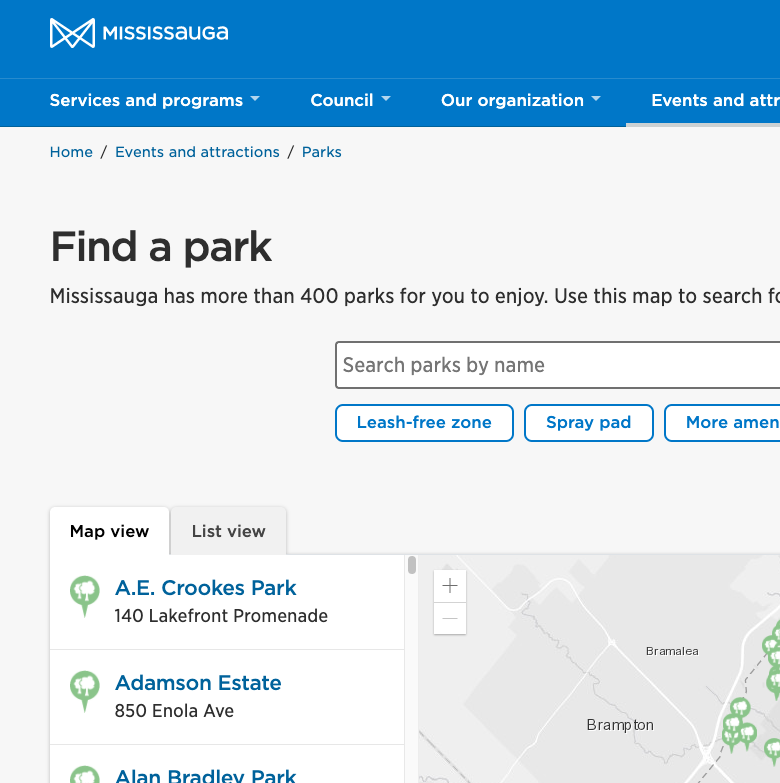 MISSISSAUGA
Services and programs
Council
Our organization
Events and attr
Home / Events and attractions / Parks
Find a park
Mississauga has more than 400 parks for you to enjoy. Use this map to search fo
Search parks by name
Leash-free zone
Spray pad
More amen
Map view
List view
A.E. Crookes Park
140 Lakefront Promenade
Adamson Estate
850 Enola Ave
Alan Bradley Park
+
−
Bramalea
Brampton